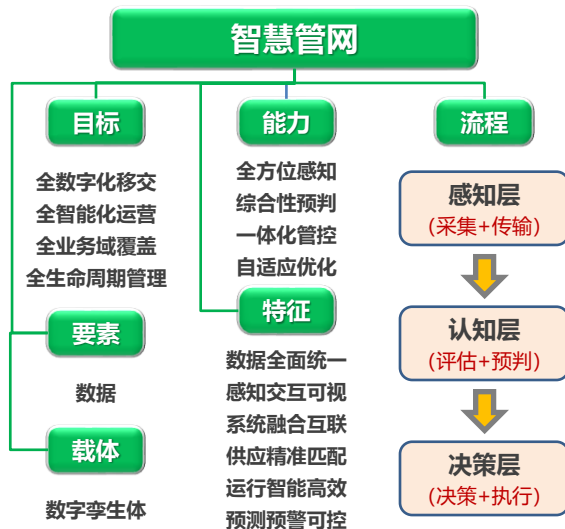 智慧管网
目标
全数字化移交
全智能化运营
全业务域覆盖
全生命周期管理
要素
数据
载体
数字孪生体
能力
全方位感知
综合性预判
一体化管控
自适应优化
特征
数据全面统一
感知交互可视
系统融合互联
供应精准匹配
运行智能高效
预测预警可控
流程
感知层
(采集+传输)
认知层
(评估+预判)
决策层
(决策+执行)